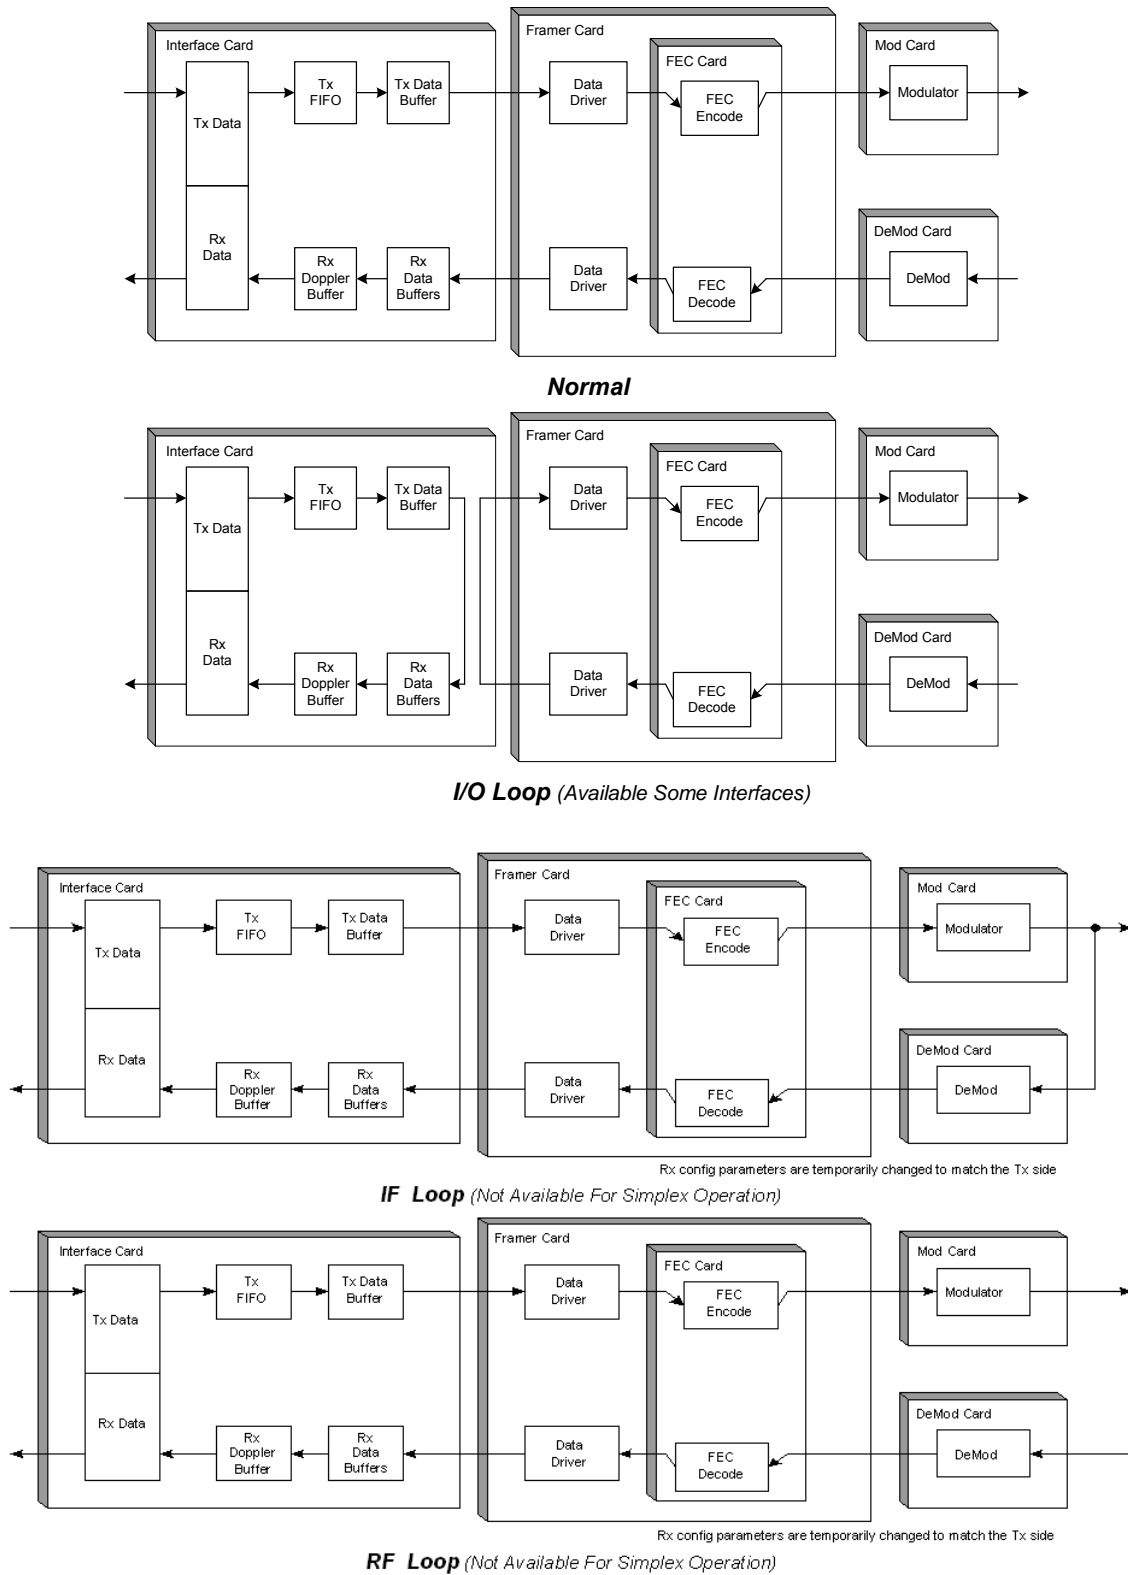 Interface Card
Framer Card
FEC Card
Mod Card
Tx Data
Tx
FIFO
Tx Data
Buffer
Data
Driver
FEC
Encode
Modulator
Rx
Data
Rx
Doppler
Buffer
Rx
Data
Buffers
Data
Driver
FEC
Decode
DeMod Card
DeMod
Normal
Interface Card
Framer Card
FEC Card
Mod Card
Tx Data
Tx
FIFO
Tx Data
Buffer
Data
Driver
FEC
Encode
Modulator
Rx
Data
Rx
Doppler
Buffer
Rx
Data
Buffers
Data
Driver
FEC
Decode
DeMod Card
DeMod
I/O Loop (Available Some Interfaces)
Interface Card
Framer Card
FEC Card
Mod Card
Tx Data
Tx
FIFO
Tx Data
Buffer
Data
Driver
FEC
Encode
Modulator
Rx Data
Rx
Doppler
Buffer
Rx
Data
Buffers
Data
Driver
FEC
Decode
DeMod Card
DeMod
Rx config parameters are temporarily changed to match the Tx side
IF Loop (Not Available For Simplex Operation)
Interface Card
Framer Card
FEC Card
Mod Card
Tx Data
Tx
FIFO
Tx Data
Buffer
Data
Driver
FEC
Encode
Modulator
Rx Data
Rx
Doppler
Buffer
Rx
Data
Buffers
Data
Driver
FEC
Decode
DeMod Card
DeMod
Rx config parameters are temporarily changed to match the Tx side
RF Loop (Not Available For Simplex Operation)